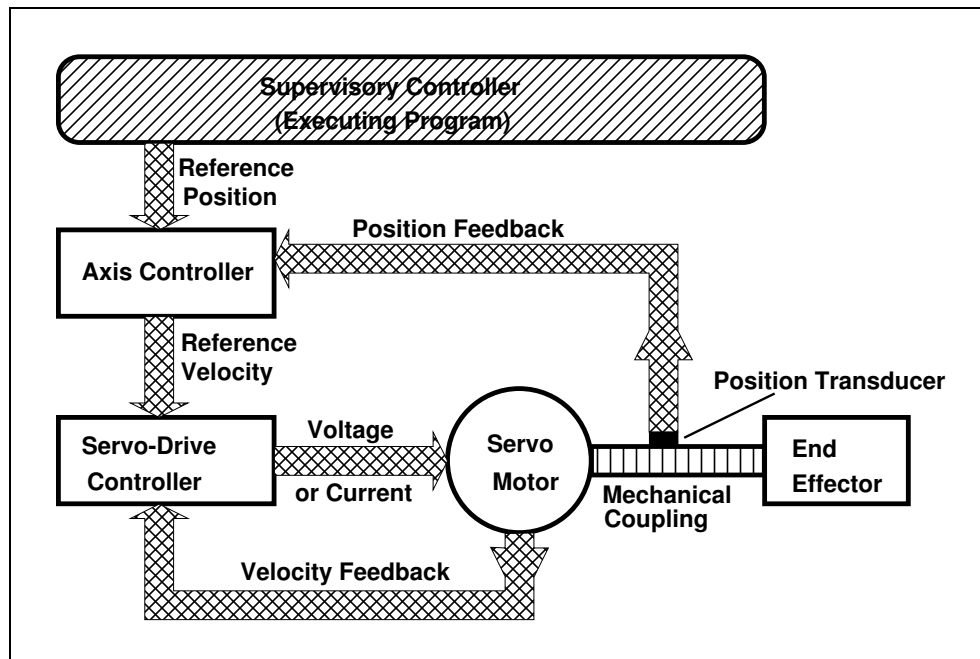 Supervisory Controller
(Executing Program)
Reference
Position
Position Feedback
Axis Controller
Reference
Velocity
Position Transducer
Servo-Drive
Controller
Voltage
or Current
Servo
Motor
Mechanical
Coupling
End
Effector
Velocity Feedback